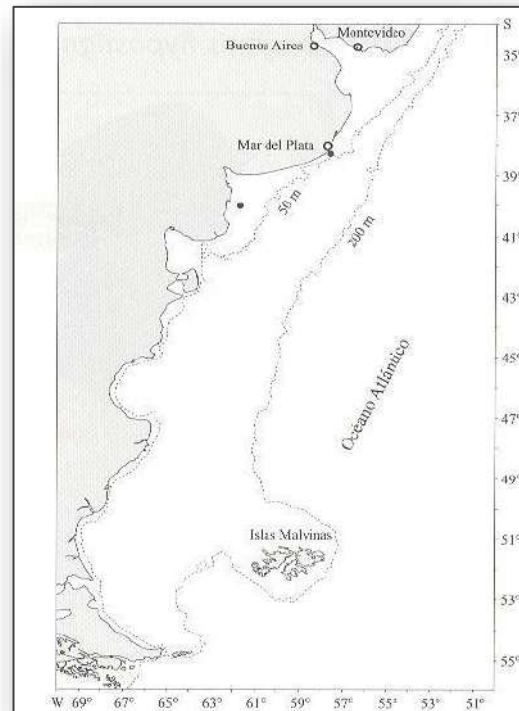 S
Montevideo
Buenos Aires
35°
37°
Mar del Plata
39°
50 m
200 m
41°
43°
45°
Océano Atlántico
47°
49°
Islas Malvinas
51°
53°
55°
W 69° 67° 65° 63° 61° 59° 57° 55° 53° 51°